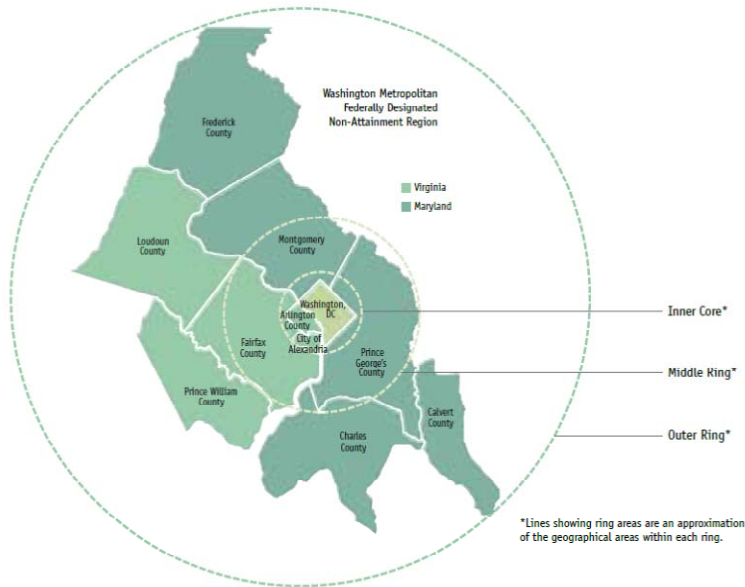 Washington Metropolitan
Federally Designated
Non-Attainment Region
Frederick
County
Virginia
Maryland
Loudoun
County
Montgomery
County
Washington,
DC
Arlington
County
City of
Alexandria
Inner Core*
Fairfax
County
Prince
George's
County
Middle Ring*
Prince William
County
Calvert
County
Charles
County
Outer Ring*
*Lines showing ring areas are an approximation
of the geographical areas within each ring.